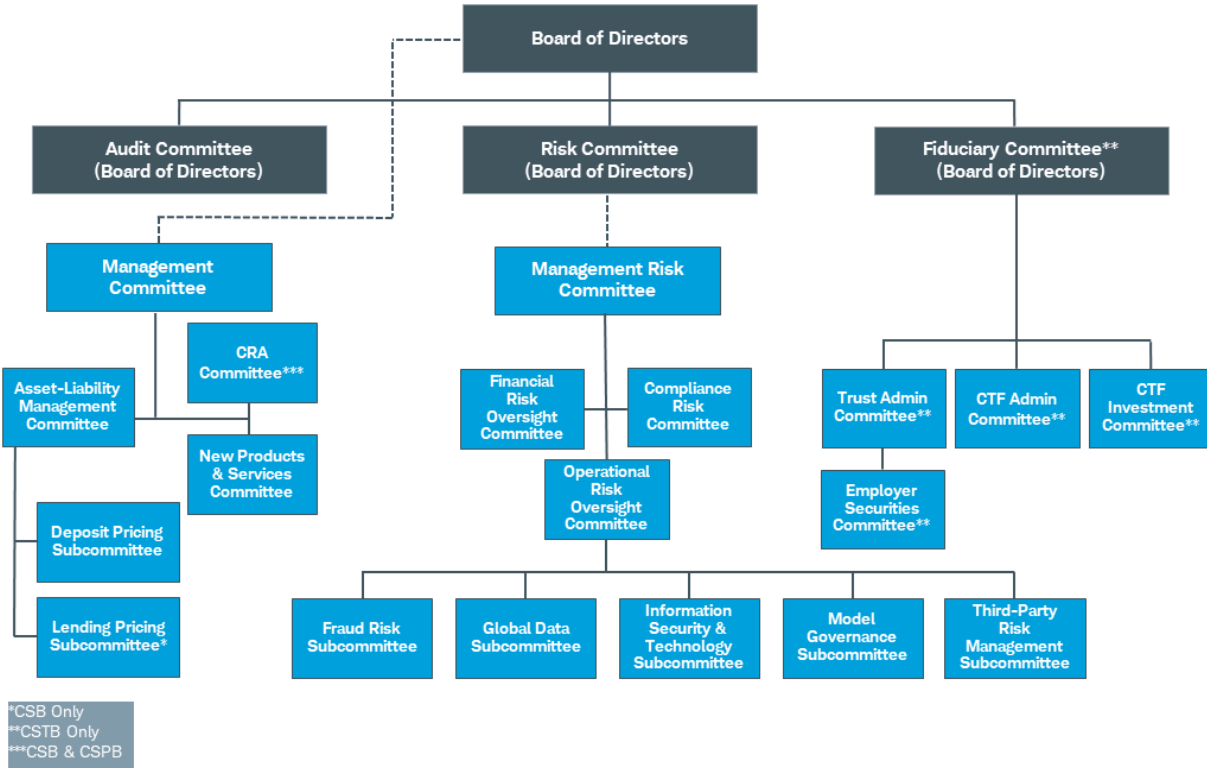 Board of Directors
Audit Committee
(Board of Directors)
Risk Committee
(Board of Directors)
Fiduciary Committee**
(Board of Directors)
Management
Committee
Management Risk
Committee
CRA
Committee***
Asset-Liability
Management
Committee
New Products
& Services
Committee
Deposit Pricing
Subcommittee
Lending Pricing
Subcommittee*
Financial
Risk
Oversight
Committee
Compliance
Risk
Committee
Operational
Risk
Oversight
Committee
Trust Admin
Committee**
CTF Admin
Committee**
CTF
Investment
Committee**
Employer
Securities
Committee**
Fraud Risk
Subcommittee
Global Data
Subcommittee
Information
Security &
Technology
Subcommittee
Model
Governance
Subcommittee
Third-Party
Risk
Management
Subcommittee
*CSB Only
**CSTB Only
***CSB & CSPB